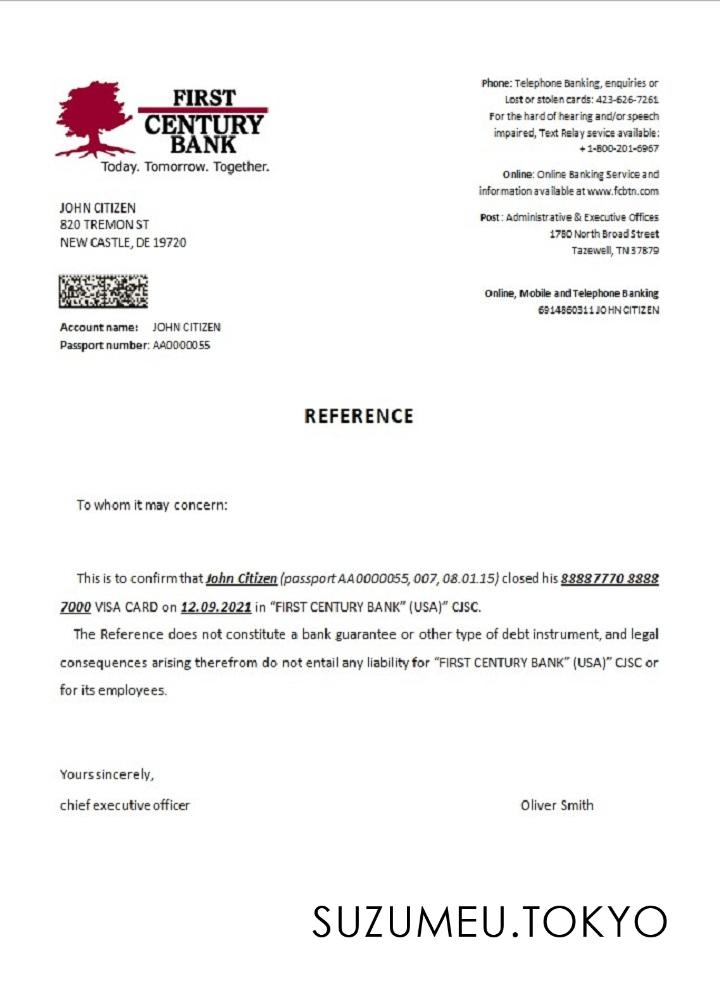 FIRST
CENTURY
BANK
Today. Tomorrow. Together.
Phone: Telephone Banking, enquiries or
Lost or stolen cards: 423-626-7261
For the hard of hearing and/or speech
impaired, Text Relay sevice available:
+ 1-800-201-6967
Online: Online Banking Service and
information available at www.fcbtn.com
Post: Administrative & Executive Offices
1780 North Broad Street
Tazewell, TN 37879
JOHN CITIZEN
820 TREMON ST
NEW CASTLE, DE 19720
Online, Mobile and Telephone Banking
6914860311 JOHN CITIZEN
Account name: JOHN CITIZEN
Passport number: AA0000055
REFERENCE
To whom it may concern:
This is to confirm that John Citizen (passport AA0000055, 007, 08.01.15) closed his 88887770 8888
7000 VISA CARD on 12.09.2021 in “FIRST CENTURY BANK” (USA)” CJSC.
The Reference does not constitute a bank guarantee or other type of debt instrument, and legal
consequences arising therefrom do not entail any liability for “FIRST CENTURY BANK” (USA)” CJSC or
for its employees.
Yours sincerely,
chief executive officer Oliver Smith
SUZUMEU.TOKYO